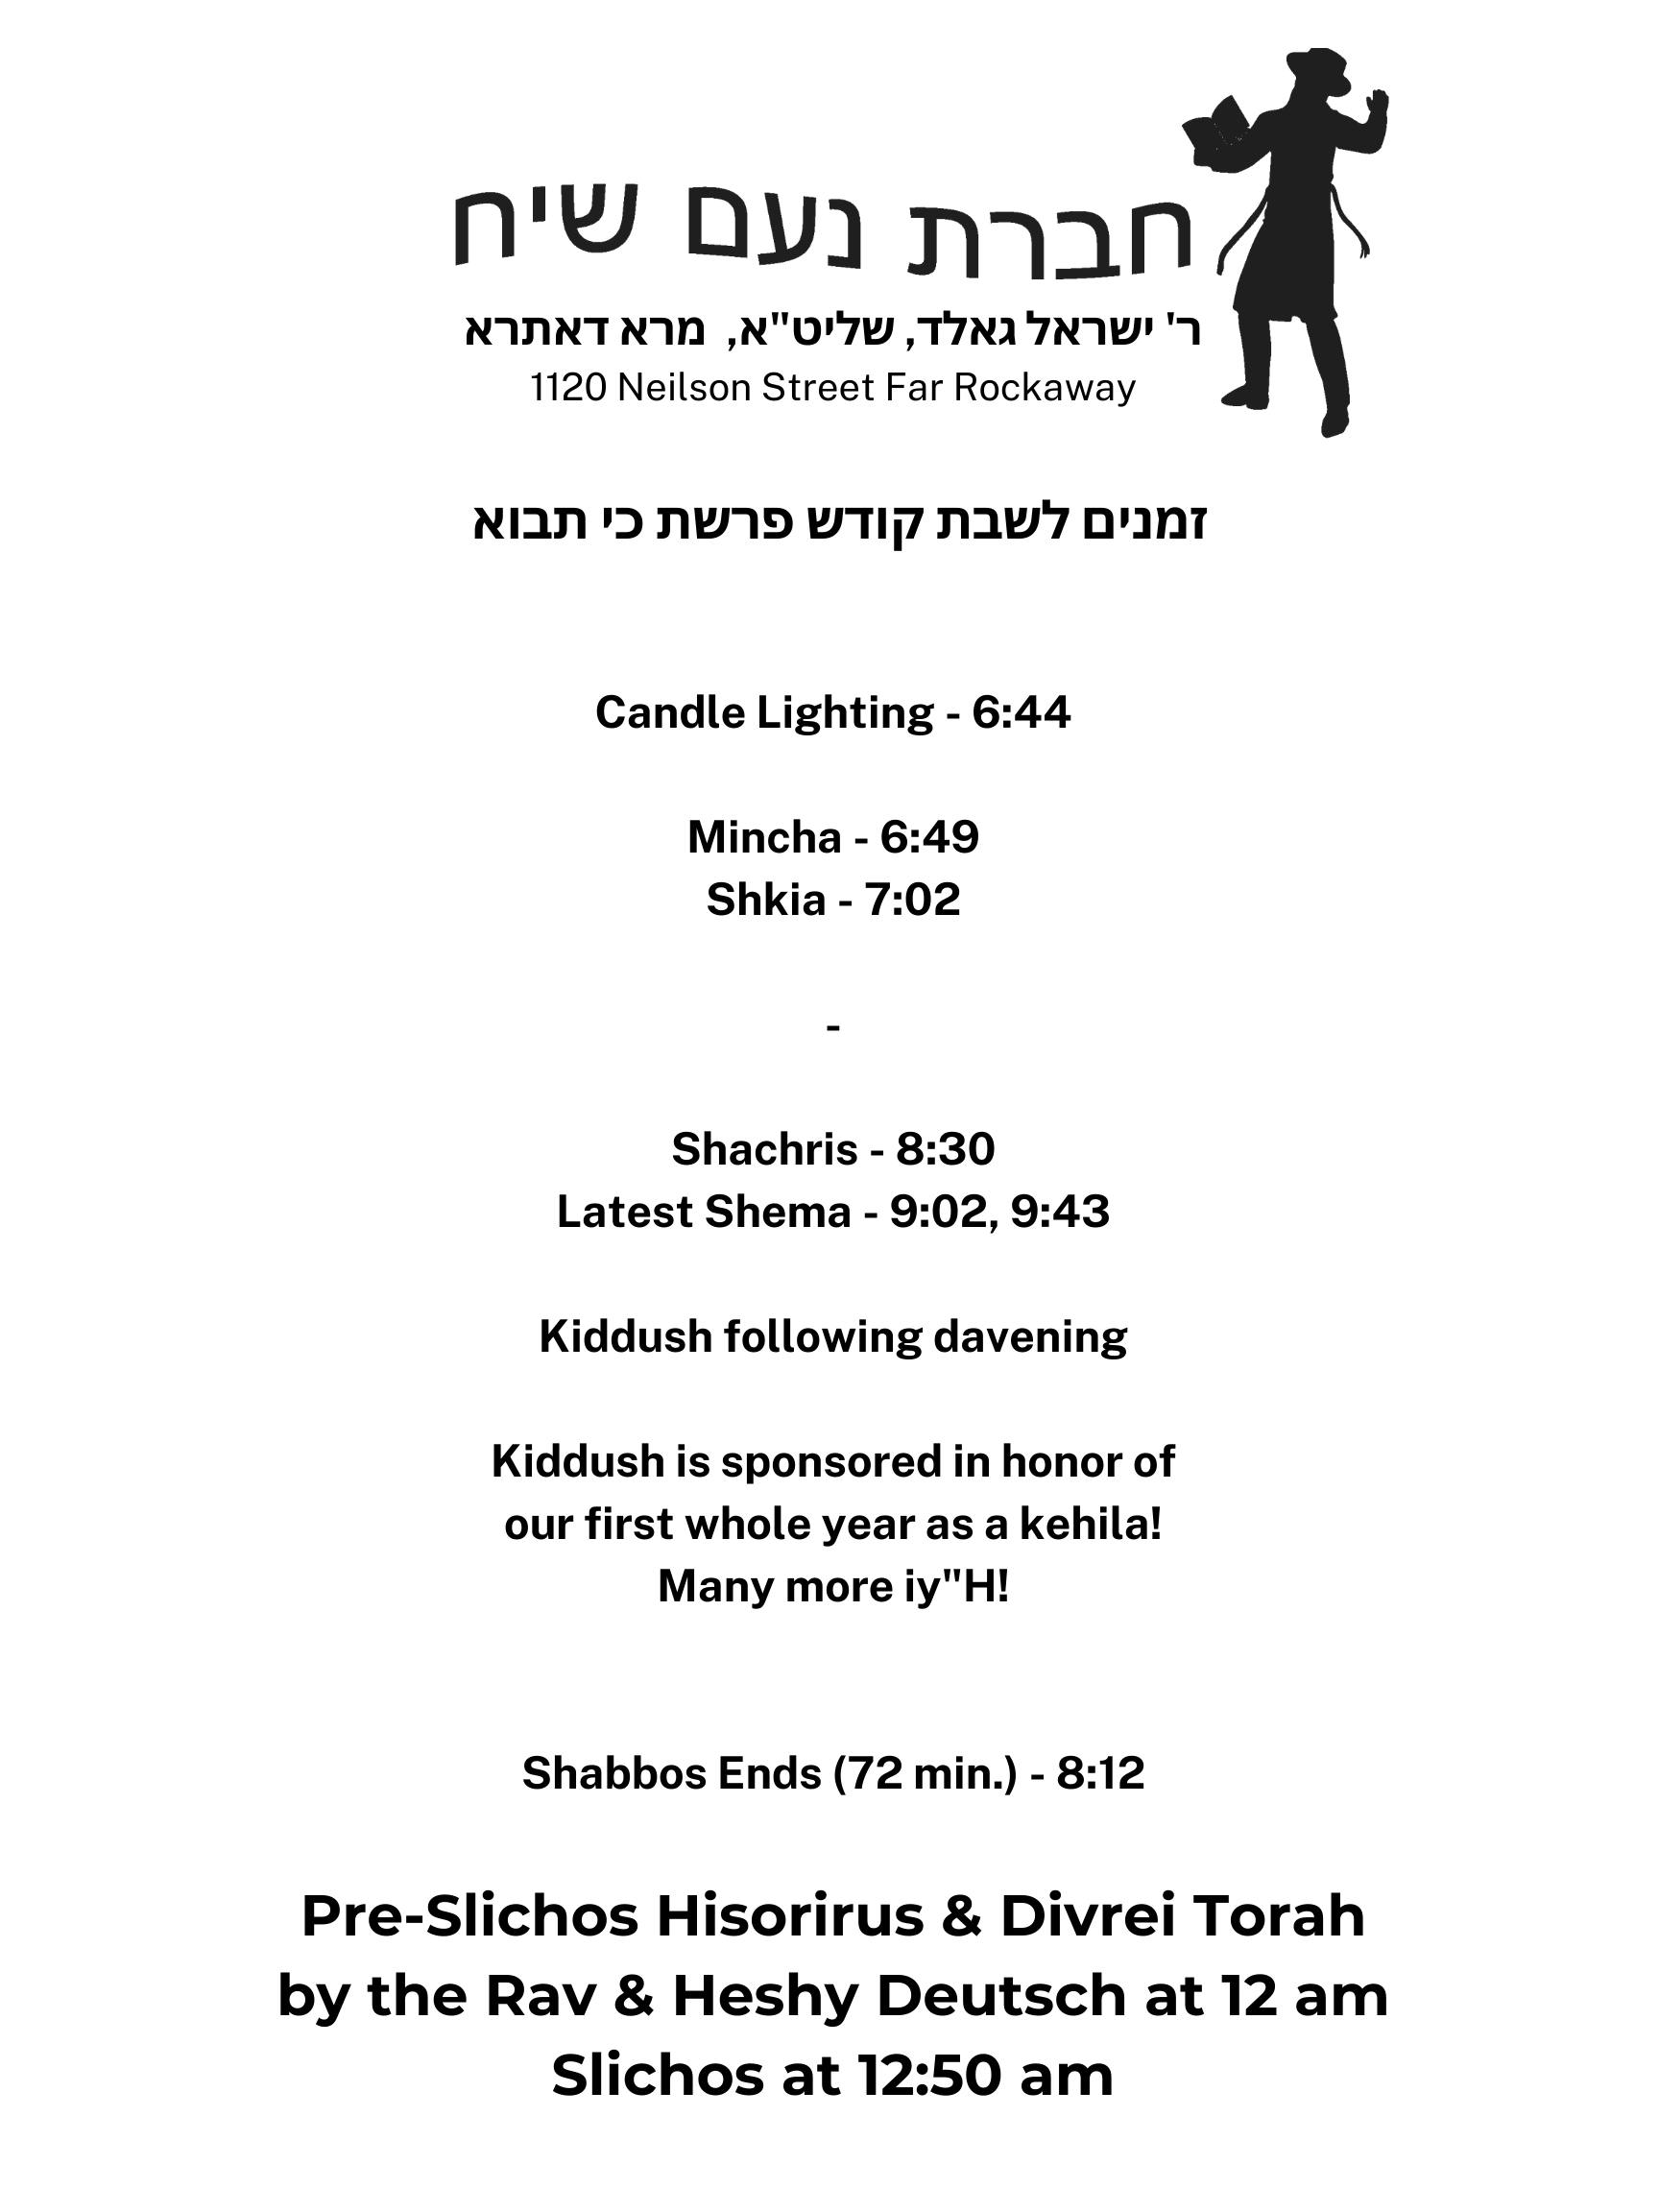 חברת נעם שיח
ר' ישראל גאלד, שליט"א, מרא דאתרא
1120 Neilson Street Far Rockaway
זמנים לשבת קודש פרשת כי תבוא
Candle Lighting - 6:44
Mincha - 6:49
Shkia - 7:02
-
Shachris - 8:30
Latest Shema - 9:02, 9:43
Kiddush following davening
Kiddush is sponsored in honor of
our first whole year as a kehila!
Many more iy"H!
Shabbos Ends (72 min.) - 8:12
Pre-Slichos Hisorirus & Divrei Torah
by the Rav & Heshy Deutsch at 12 am
Slichos at 12:50 am